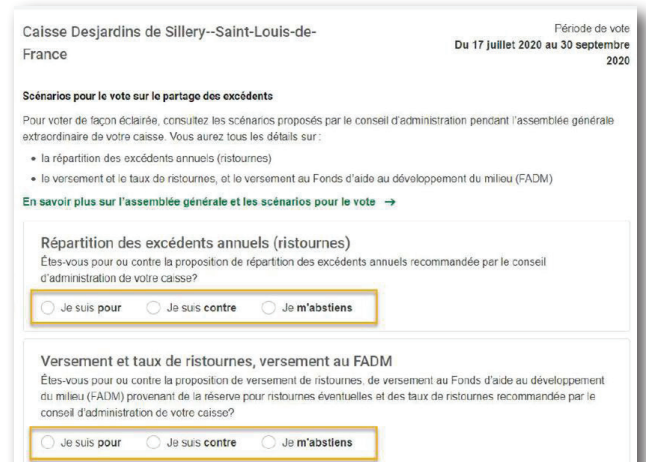 Caisse Desjardins de Sillery--Saint-Louis-de-
France
Période de vote
Du 17 juillet 2020 au 30 septembre
2020
Scénarios pour le vote sur le partage des excédents
Pour voter de façon éclairée, consultez les scénarios proposés par le conseil d'administration pendant l'assemblée générale
extraordinaire de votre caisse. Vous aurez tous les détails sur :
• la répartition des excédents annuels (ristournes)
• le versement et le taux de ristournes, et le versement au Fonds d'aide au développement du milieu (FADM)
En savoir plus sur l'assemblée générale et les scénarios pour le vote →
Répartition des excédents annuels (ristournes)
Êtes-vous pour ou contre la proposition de répartition des excédents annuels recommandée par le conseil
d'administration de votre caisse?
Je suis pour Je suis contre Je m'abstiens
Versement et taux de ristournes, versement au FADM
Êtes-vous pour ou contre la proposition de versement de ristournes, de versement au Fonds d'aide au développement
du milieu (FADM) provenant de la réserve pour ristournes éventuelles et des taux de ristournes recommandée par le
conseil d'administration de votre caisse?
Je suis pour Je suis contre Je m'abstiens